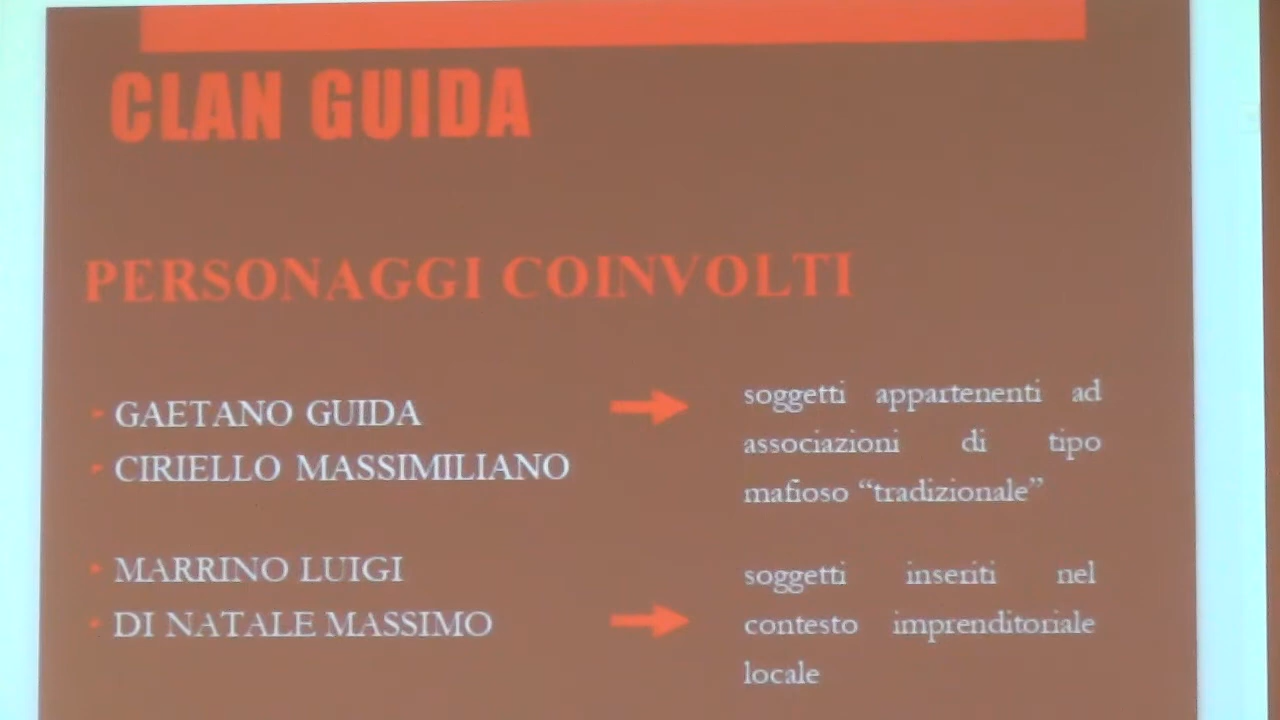 CLAN GUIDA
PERSONAGGI COINVOLTI
GAETANO GUIDA
CIRIELLO MASSIMILIANO
soggetti appartenenti ad
associazioni di tipo
mafioso “tradizionale”
MARRINO LUIGI
DI NATALE MASSIMO
soggetti inseriti nel
contesto imprenditoriale
locale